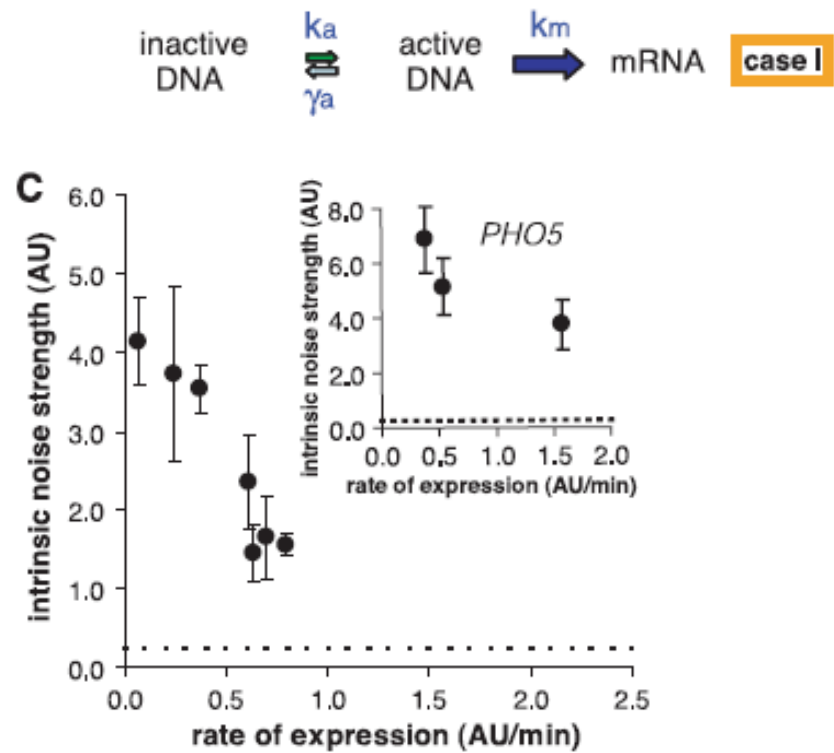 inactive DNA
ka
γa
active DNA
km
mRNA
case I
C
intrinsic noise strength (AU)
6.0
5.0
4.0
3.0
2.0
1.0
0.0
0.0 0.5 1.0 1.5 2.0 2.5
rate of expression (AU/min)
intrinsic noise strength (AU)
8.0
6.0
4.0
2.0
0.0
PHO5
0.0 0.5 1.0 1.5 2.0
rate of expression (AU/min)